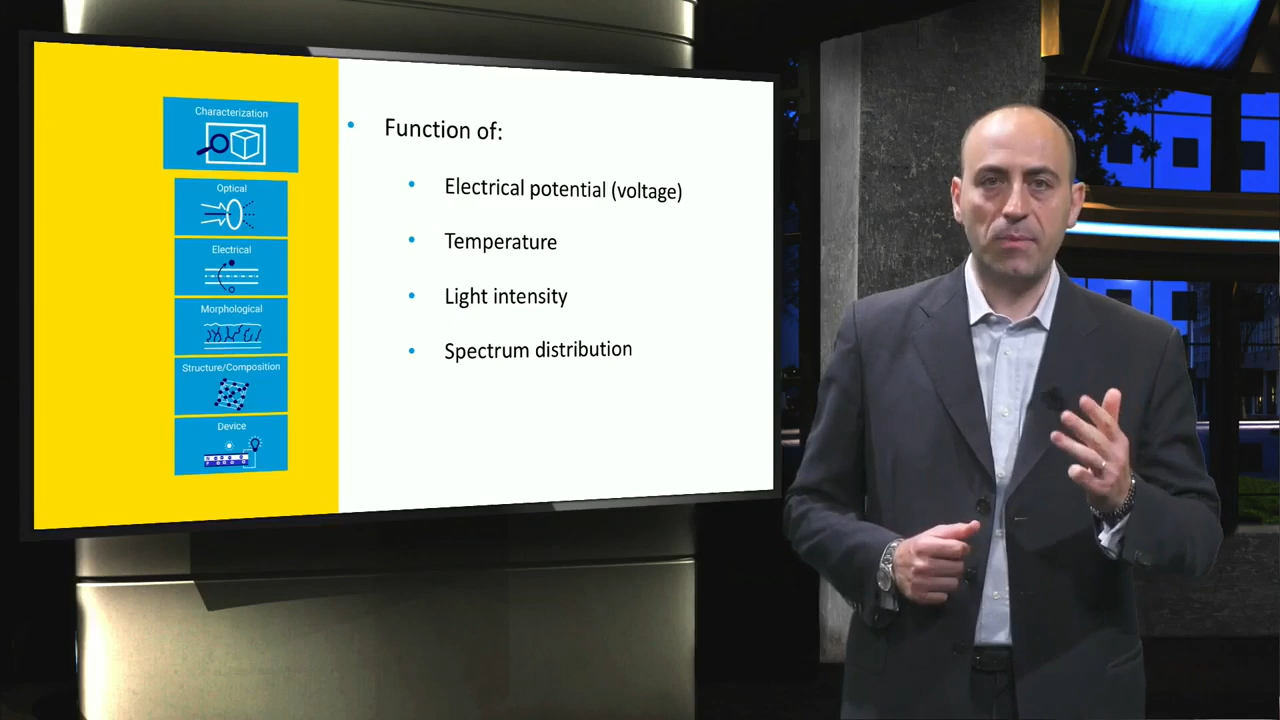 Characterization
Optical
Electrical
Morphological
Structure/Composition
Device
• Function of:
• Electrical potential (voltage)
• Temperature
• Light intensity
• Spectrum distribution